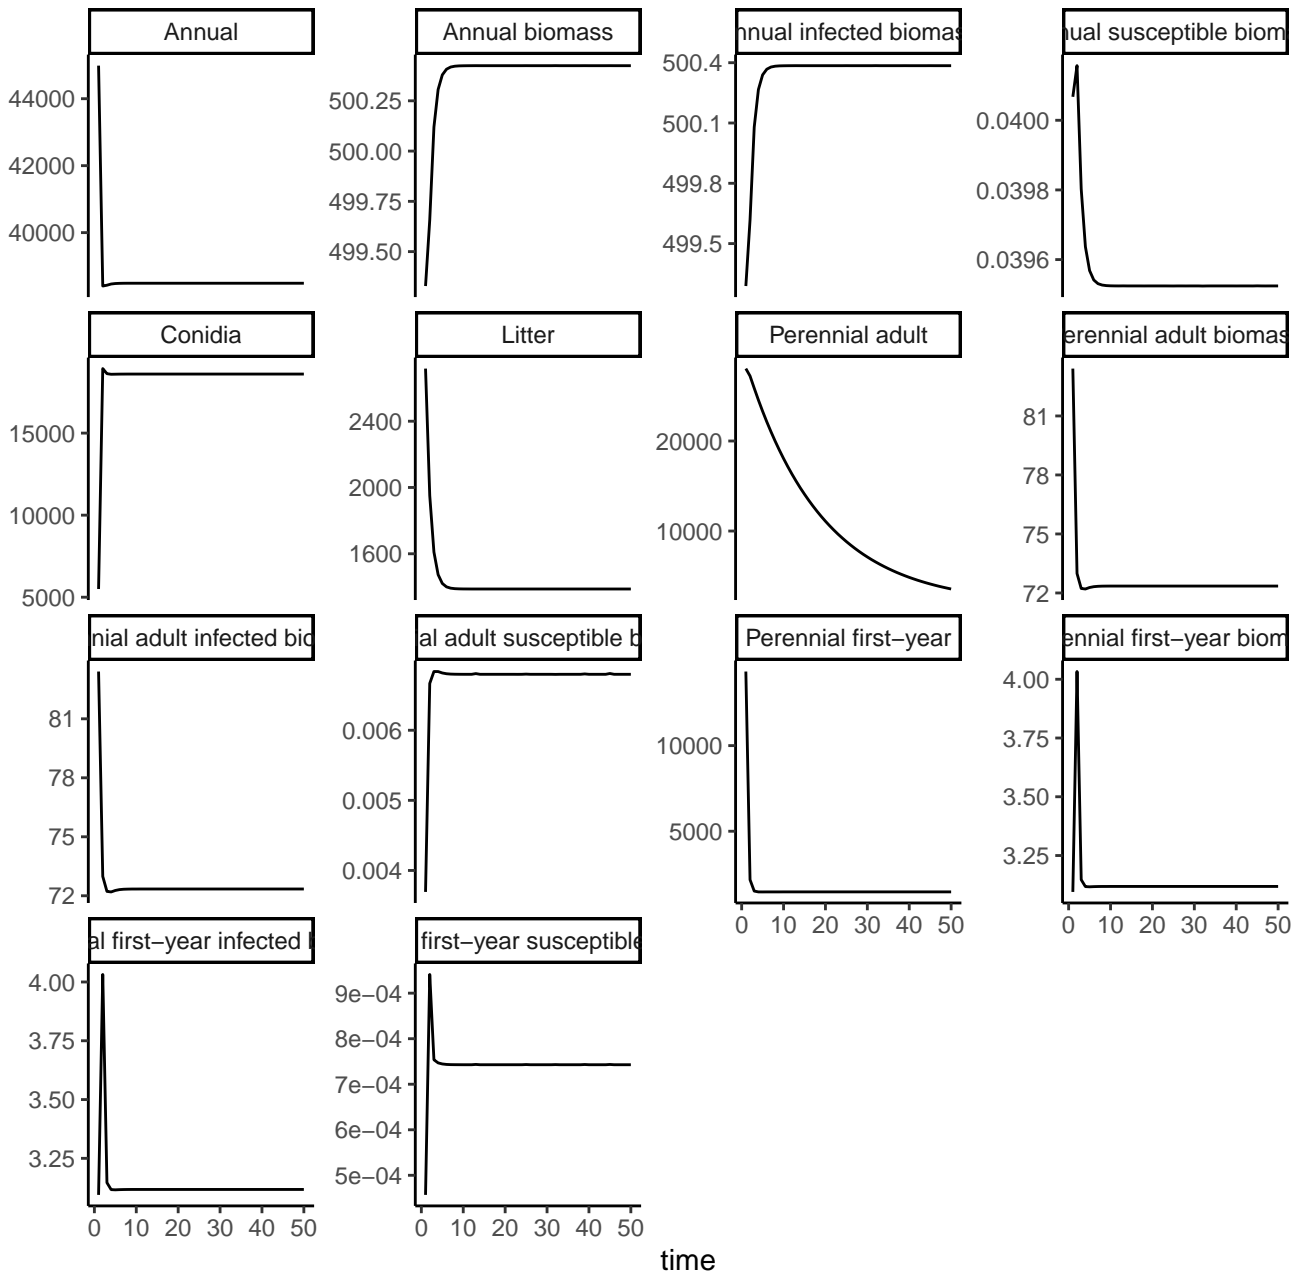 Annual
Annual biomass
nnual infected biomas
nual susceptible biom
44000
42000
40000
500.25
500.00
499.75
499.50
500.4
500.1
499.8
499.5
0.0400
0.0398
0.0396
Conidia
Litter
Perennial adult
erennial adult biomas
15000
10000
5000
2400
2000
1600
20000
10000
81
78
75
72
nial adult infected bio
al adult susceptible b
Perennial first−year
ennial first−year biom
81
78
75
72
0.006
0.005
0.004
10000
5000
4.00
3.75
3.50
3.25
0 10 20 30 40 50
0 10 20 30 40 50
al first−year infected b
first−year susceptible
4.00
3.75
3.50
3.25
9e−04
8e−04
7e−04
6e−04
5e−04
0 10 20 30 40 50
0 10 20 30 40 50
time